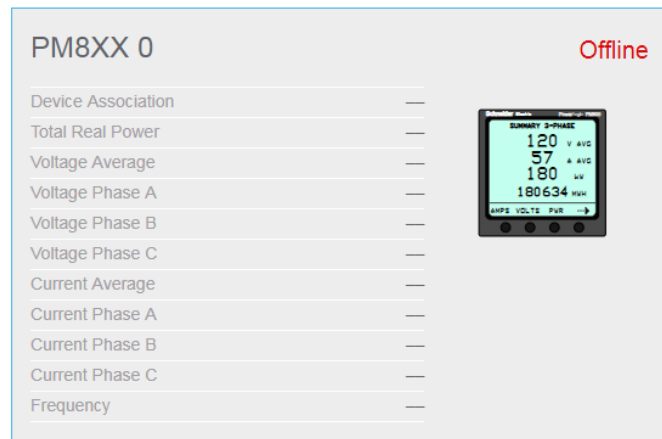 PM8XX 0
Offline
Device Association —
Total Real Power —
Voltage Average —
Voltage Phase A —
Voltage Phase B —
Voltage Phase C —
Current Average —
Current Phase A —
Current Phase B —
Current Phase C —
Frequency —
Schneider
SUMMARY 3-PHASE
120 V AVG
57 A AVG
180 kW
180634 MWH
AMPS VOLTS PWR -->